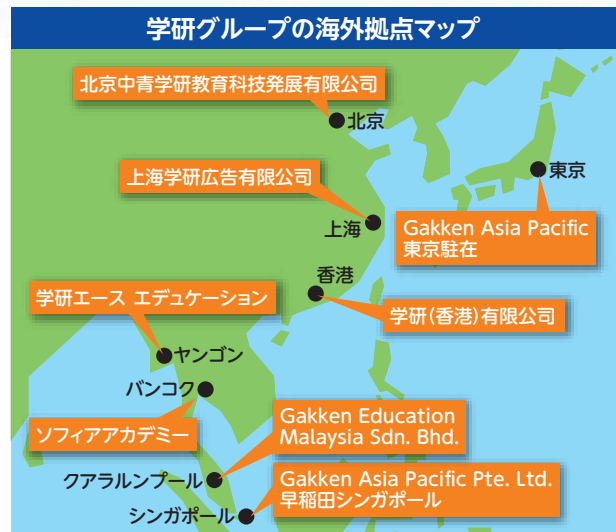 学研グループの海外拠点マップ
北京中青学研教育科技発展有限公司
北京
上海学研広告有限公司
東京
上海
Gakken Asia Pacific
東京駐在
香港
学研エース エデュケーション
学研(香港)有限公司
ヤンゴン
バンコク
ソフィアアカデミー
Gakken Education
Malaysia Sdn. Bhd.
クアラルンプール
Gakken Asia Pacific Pte. Ltd.
早稲田シンガポール
シンガポール